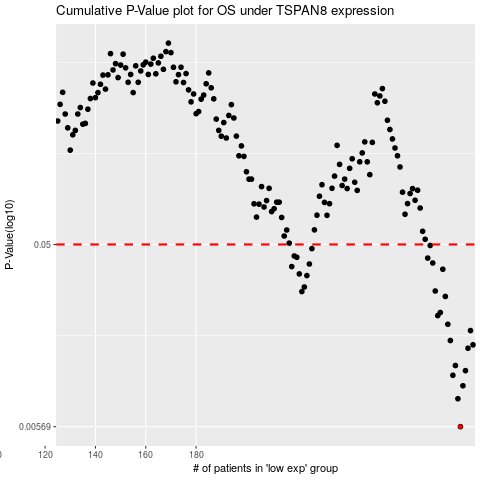 Cumulative P-Value plot for OS under TSPAN8 expression
P-Value(log10)
0.05
0.00569
0
120
140
160
180
# of patients in 'low exp' group